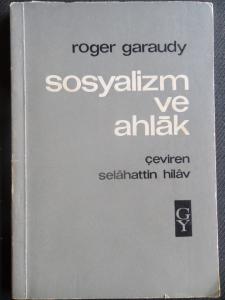 roger garaudy
sosyalizm
ve
ahlâk
çeviren
selâhattin hilâv
GY